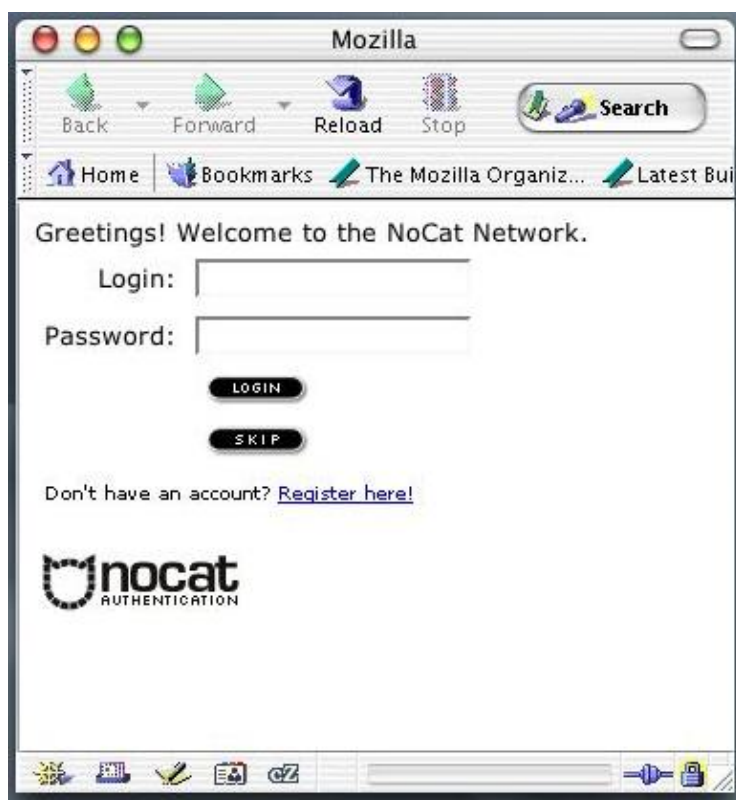 Mozilla
Back Forward Reload Stop Search
Home Bookmarks The Mozilla Organiz... Latest Bui
Greetings! Welcome to the NoCat Network.
Login:
Password:
LOGIN
SKIP
Don't have an account? Register here!
nocat
AUTHENTICATION